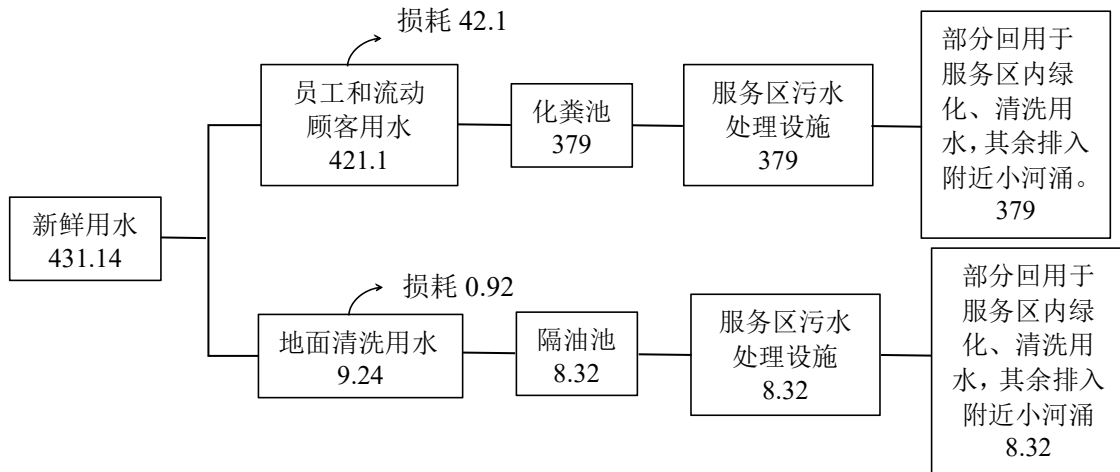 损耗 42.1
员工和流动
顾客用水
421.1
化粪池
379
服务区污水
处理设施
379
部分回用于
服务区内绿
化、清洗用
水，其余排入
附近小河涌。
379
新鲜用水
431.14
损耗 0.92
地面清洗用水
9.24
隔油池
8.32
服务区污水
处理设施
8.32
部分回用于
服务区内绿
化、清洗用
水，其余排入
附近小河涌
8.32